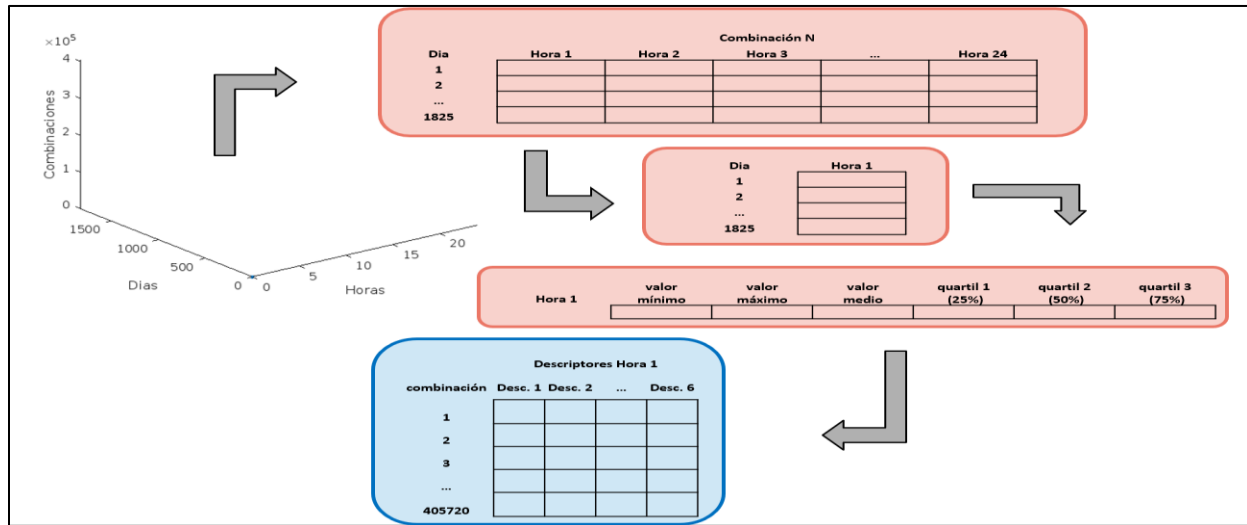 ×10⁵
4
3
2
1
0
Combinaciones
1500
1000
500
0
Dias
0
5
10
15
20
Horas
Combinación N
Dia Hora 1 Hora 2 Hora 3 ... Hora 24
1
2
...
1825
Dia Hora 1
1
2
...
1825
valor valor valor quartil 1 quartil 2 quartil 3
Hora 1 mínimo máximo medio (25%) (50%) (75%)
Descriptores Hora 1
combinación Desc. 1 Desc. 2 ... Desc. 6
1
2
3
...
405720